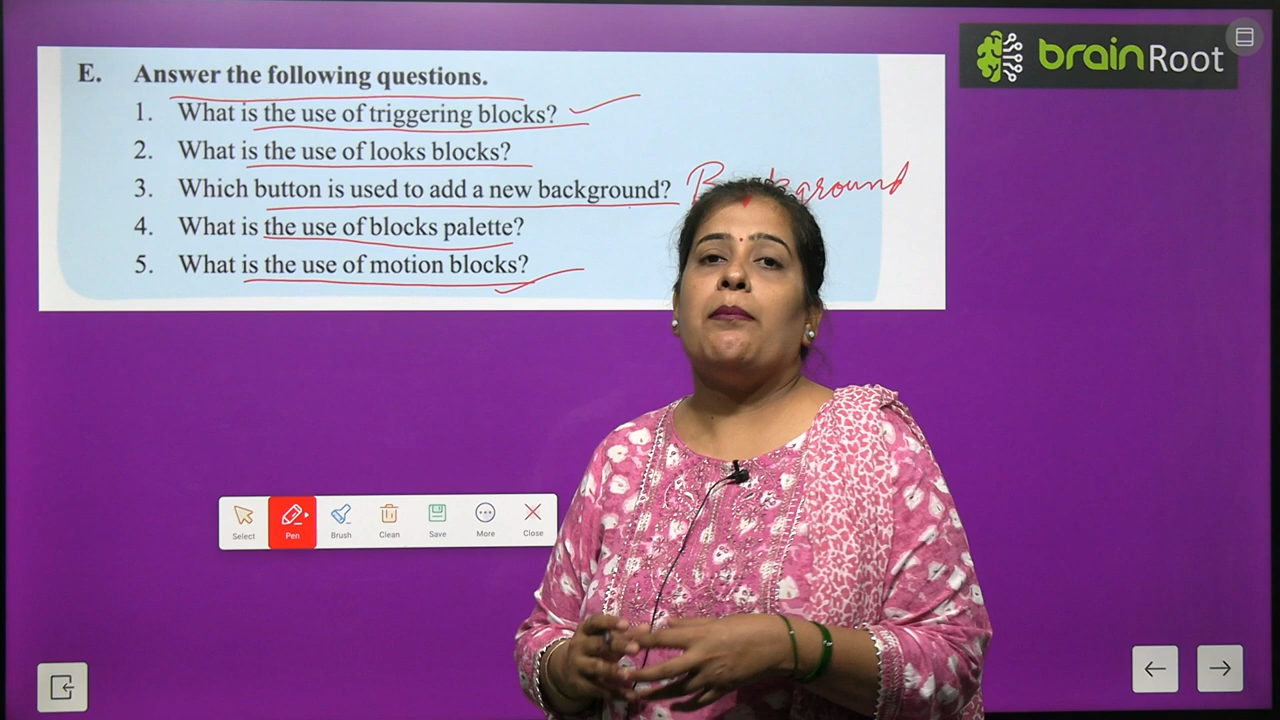 brainRoot
E. Answer the following questions.
1. What is the use of triggering blocks?
2. What is the use of looks blocks?
3. Which button is used to add a new background? Background
4. What is the use of blocks palette?
5. What is the use of motion blocks?
Select Pen Brush Clean Save More Close